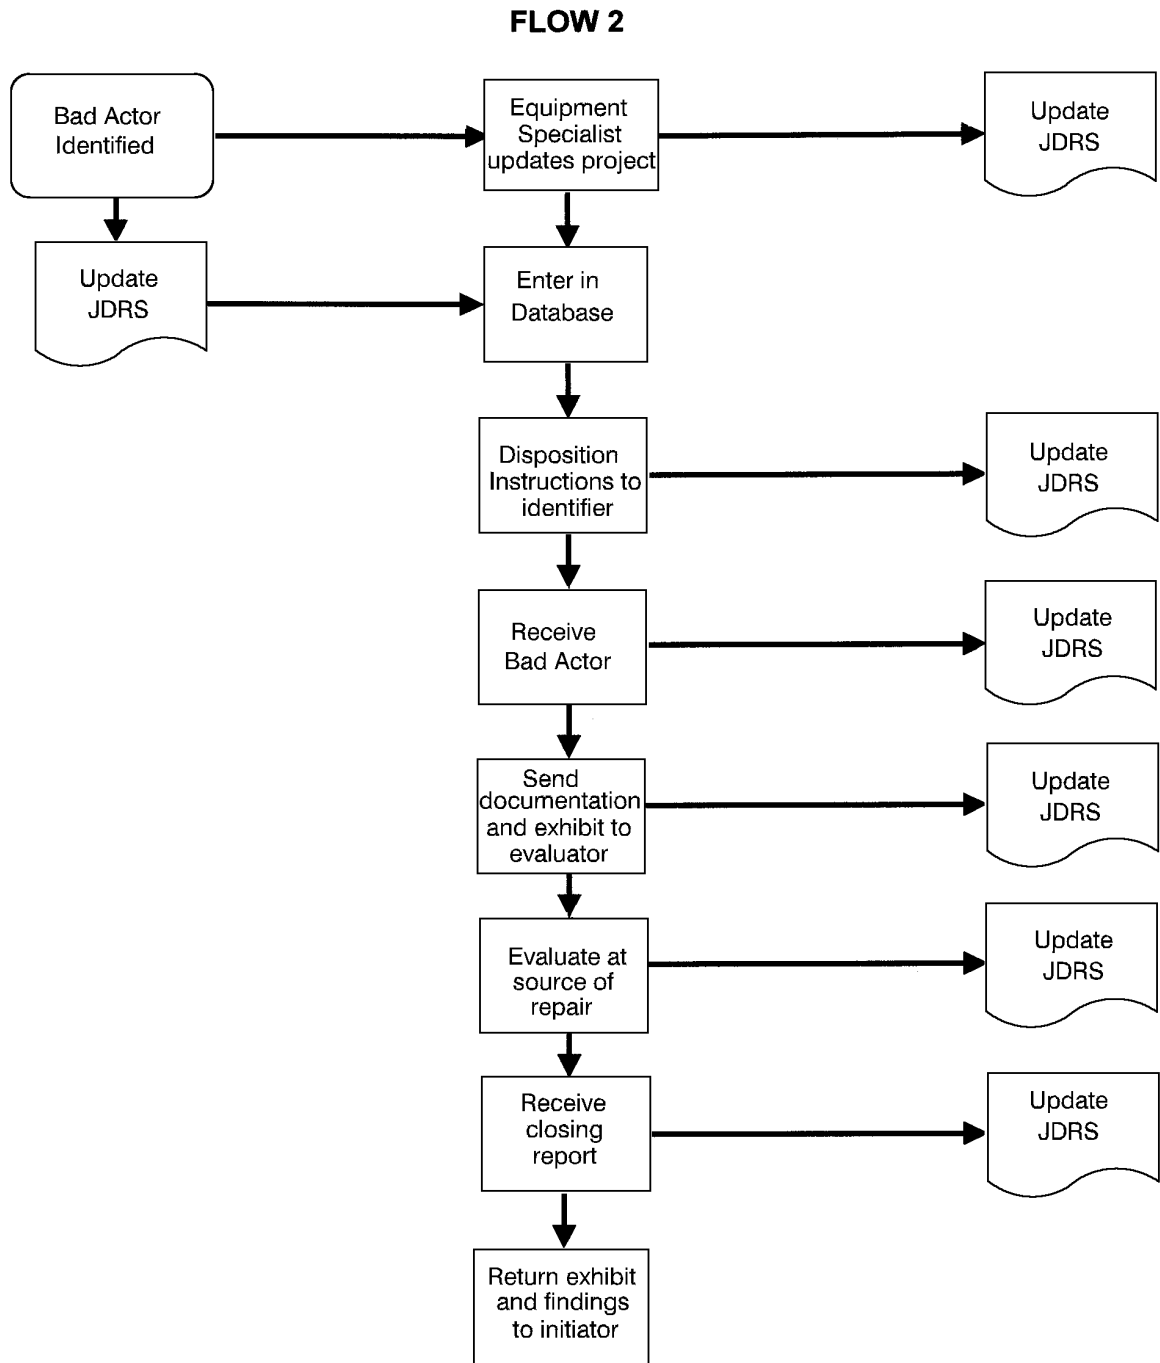 FLOW 2
Bad Actor
Identified
Equipment
Specialist
updates project
Update
JDRS
Update
JDRS
Enter in
Database
Disposition
Instructions to
identifier
Update
JDRS
Receive
Bad Actor
Update
JDRS
Send
documentation
and exhibit to
evaluator
Update
JDRS
Evaluate at
source of
repair
Update
JDRS
Receive
closing
report
Update
JDRS
Return exhibit
and findings
to initiator